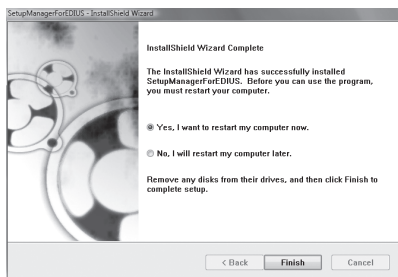 SetupManagerForEDIUS - InstallShield Wizard
InstallShield Wizard Complete
The InstallShield Wizard has successfully installed
SetupManagerForEDIUS. Before you can use the program,
you must restart your computer.
Yes, I want to restart my computer now.
No, I will restart my computer later.
Remove any disks from their drives, and then click Finish to
complete setup.
< Back Finish Cancel